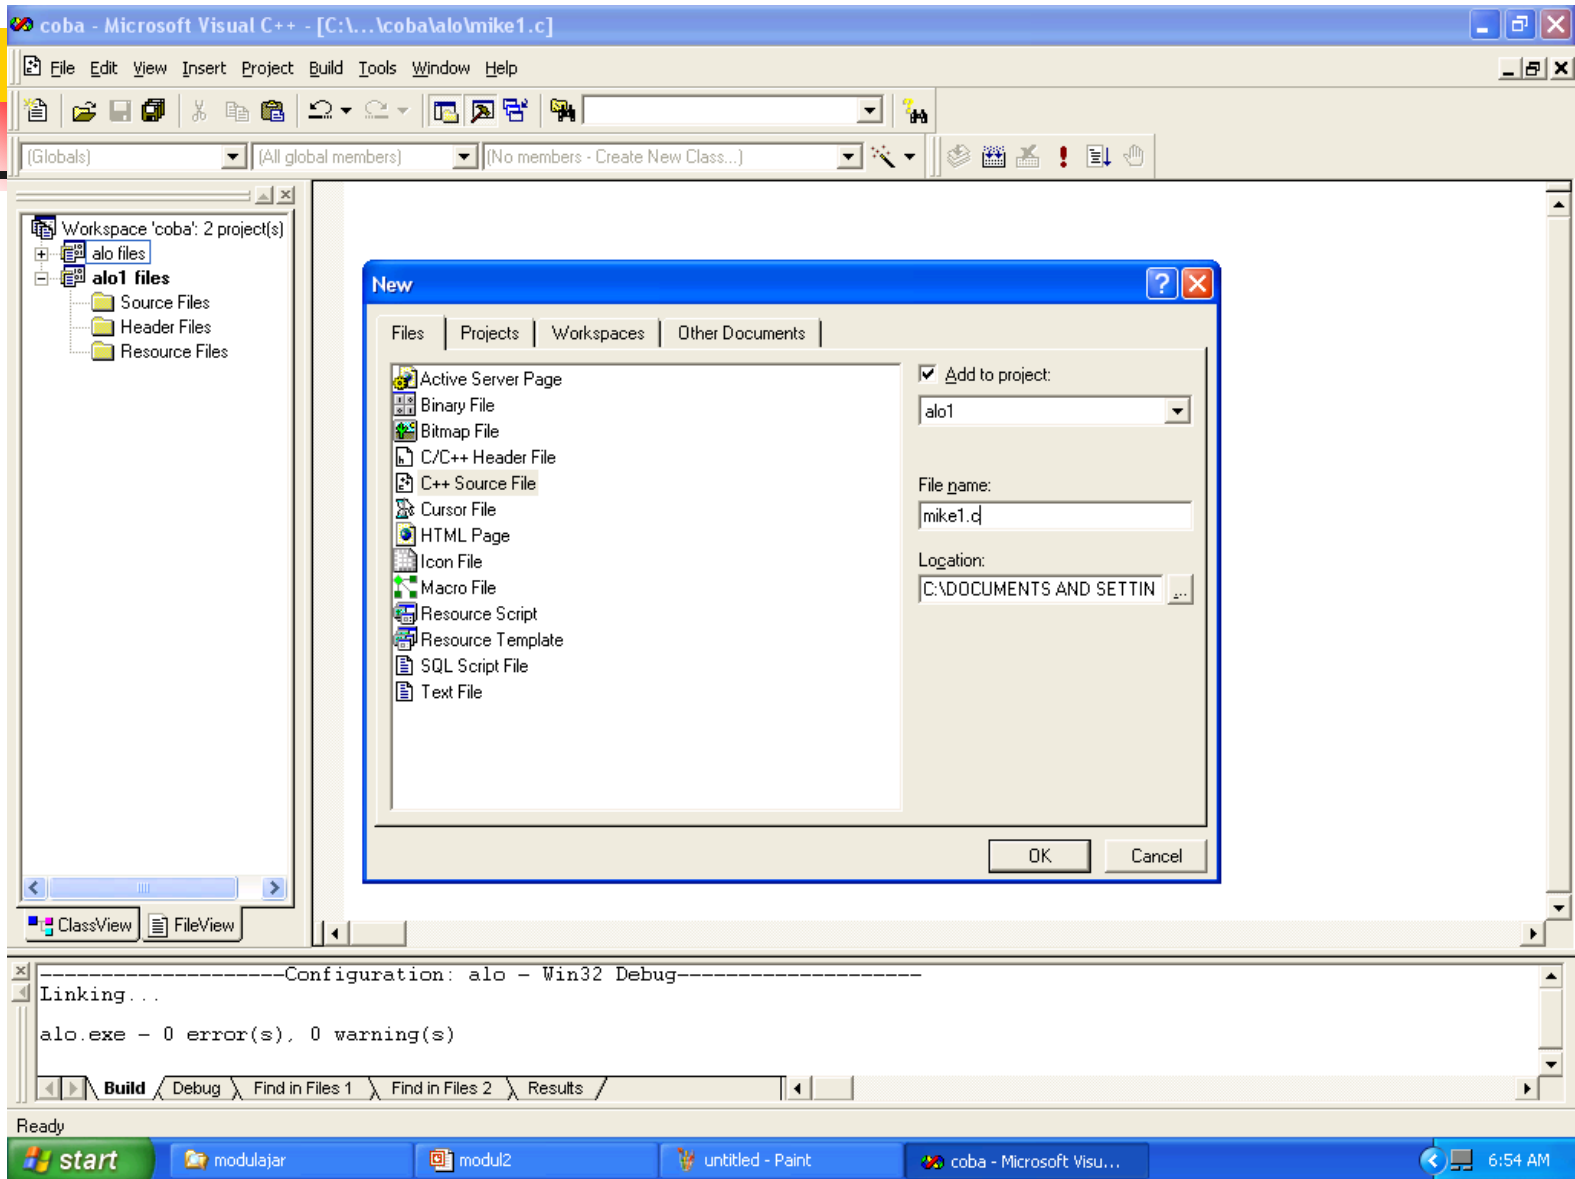 coba - Microsoft Visual C++ - [C:\...\coba\alo\mike1.c]
File Edit View Insert Project Build Tools Window Help
(Globals) (All global members) (No members - Create New Class...)
Workspace 'coba': 2 project(s)
alo files
alo1 files
Source Files
Header Files
Resource Files
ClassView FileView
New
Files Projects Workspaces Other Documents
Active Server Page
Binary File
Bitmap File
C/C++ Header File
C++ Source File
Cursor File
HTML Page
Icon File
Macro File
Resource Script
Resource Template
SQL Script File
Text File
Add to project:
alo1
File name:
mike1.c
Location:
C:\DOCUMENTS AND SETTIN ...
OK Cancel
--------------------Configuration: alo - Win32 Debug--------------------
Linking...
alo.exe - 0 error(s), 0 warning(s)
Build Debug Find in Files 1 Find in Files 2 Results
Ready
start modulajar modul2 untitled - Paint coba - Microsoft Visu... 6:54 AM